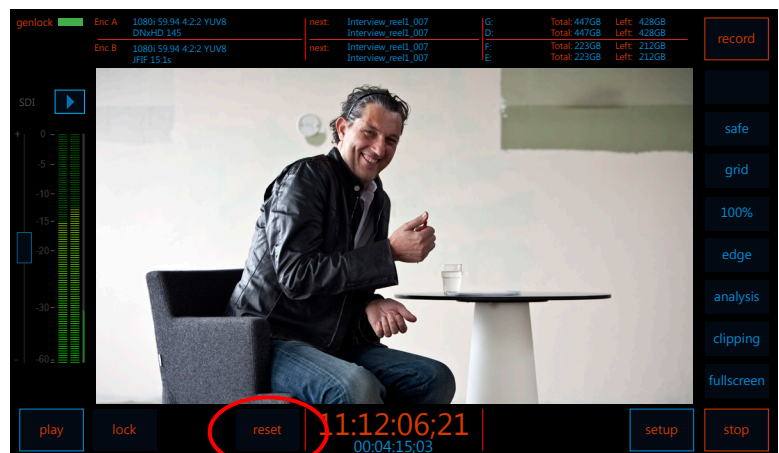 genlock
Enc A 1080i 59.94 4:2:2 YUV8 next: Interview_reel1_007 G: Total: 447GB Left: 428GB
DNxHD 145 Interview_reel1_007 D: Total: 447GB Left: 428GB
Enc B 1080i 59.94 4:2:2 YUV8 next: Interview_reel1_007 F: Total: 223GB Left: 212GB
JFIF 15:1s Interview_reel1_007 E: Total: 223GB Left: 212GB
record
SDI
+ 0 -
-5 -
-10-
-15-
-20-
-30-
- -60-
safe
grid
100%
edge
analysis
clipping
fullscreen
play lock reset 11:12:06;21 setup stop
00:04:15:03